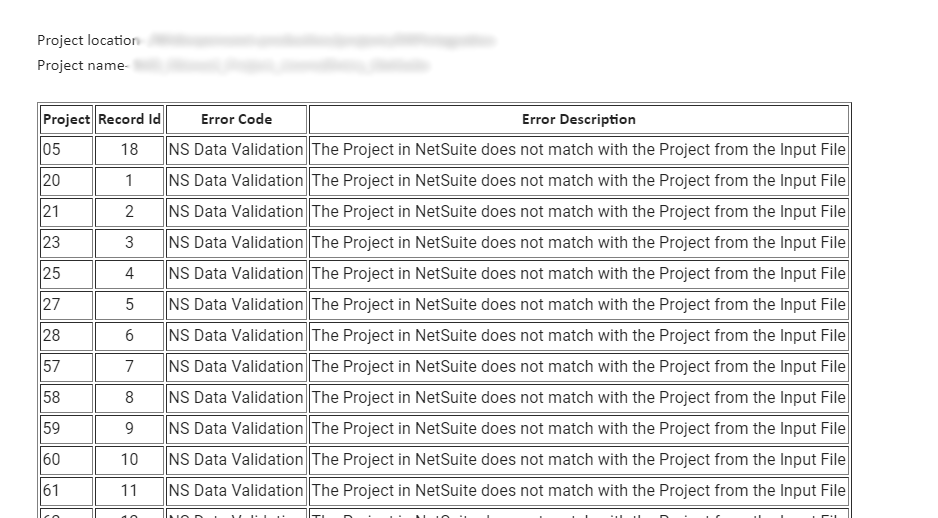 Project location-
Project name-
Project Record Id Error Code Error Description
05 18 NS Data Validation The Project in NetSuite does not match with the Project from the Input File
20 1 NS Data Validation The Project in NetSuite does not match with the Project from the Input File
21 2 NS Data Validation The Project in NetSuite does not match with the Project from the Input File
23 3 NS Data Validation The Project in NetSuite does not match with the Project from the Input File
25 4 NS Data Validation The Project in NetSuite does not match with the Project from the Input File
27 5 NS Data Validation The Project in NetSuite does not match with the Project from the Input File
28 6 NS Data Validation The Project in NetSuite does not match with the Project from the Input File
57 7 NS Data Validation The Project in NetSuite does not match with the Project from the Input File
58 8 NS Data Validation The Project in NetSuite does not match with the Project from the Input File
59 9 NS Data Validation The Project in NetSuite does not match with the Project from the Input File
60 10 NS Data Validation The Project in NetSuite does not match with the Project from the Input File
61 11 NS Data Validation The Project in NetSuite does not match with the Project from the Input File